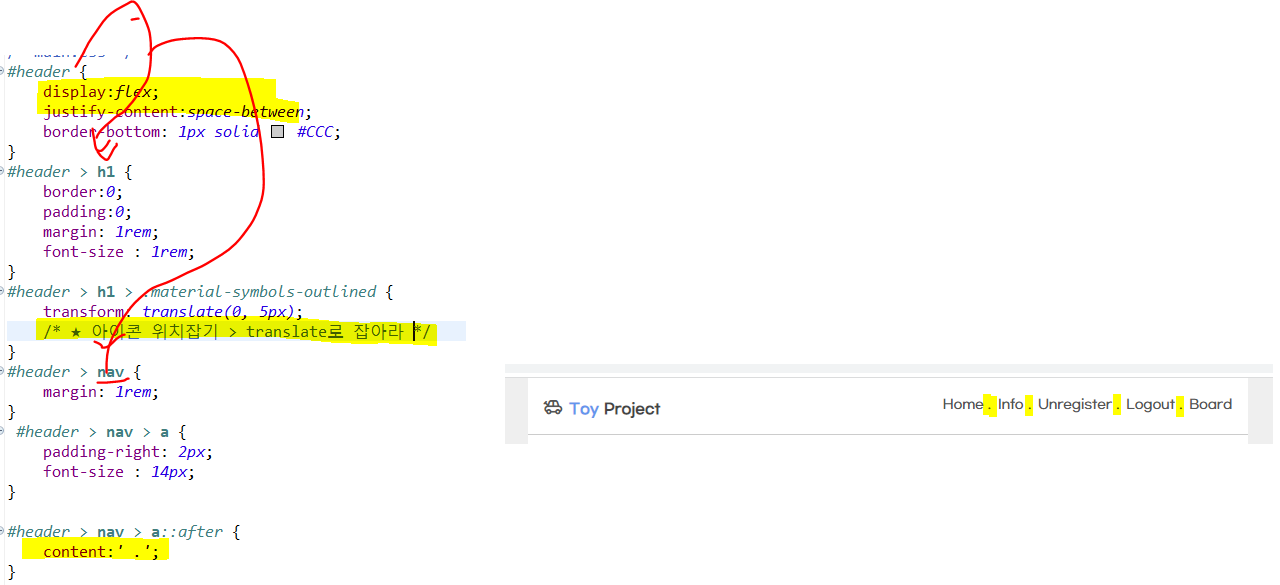 #header {
display:flex;
justify-content:space-between;
border-bottom: 1px solid #CCC;
}
#header > h1 {
border:0;
padding:0;
margin: 1rem;
font-size : 1rem;
}
#header > h1 > .material-symbols-outlined {
transform: translate(0, 5px);
/* ★ 아이콘 위치잡기 > translate로 잡아라 */
}
#header > nav {
margin: 1rem;
}
#header > nav > a {
padding-right: 2px;
font-size : 14px;
}
#header > nav > a::after {
content:' .';
}
Toy Project
Home . Info . Unregister . Logout . Board